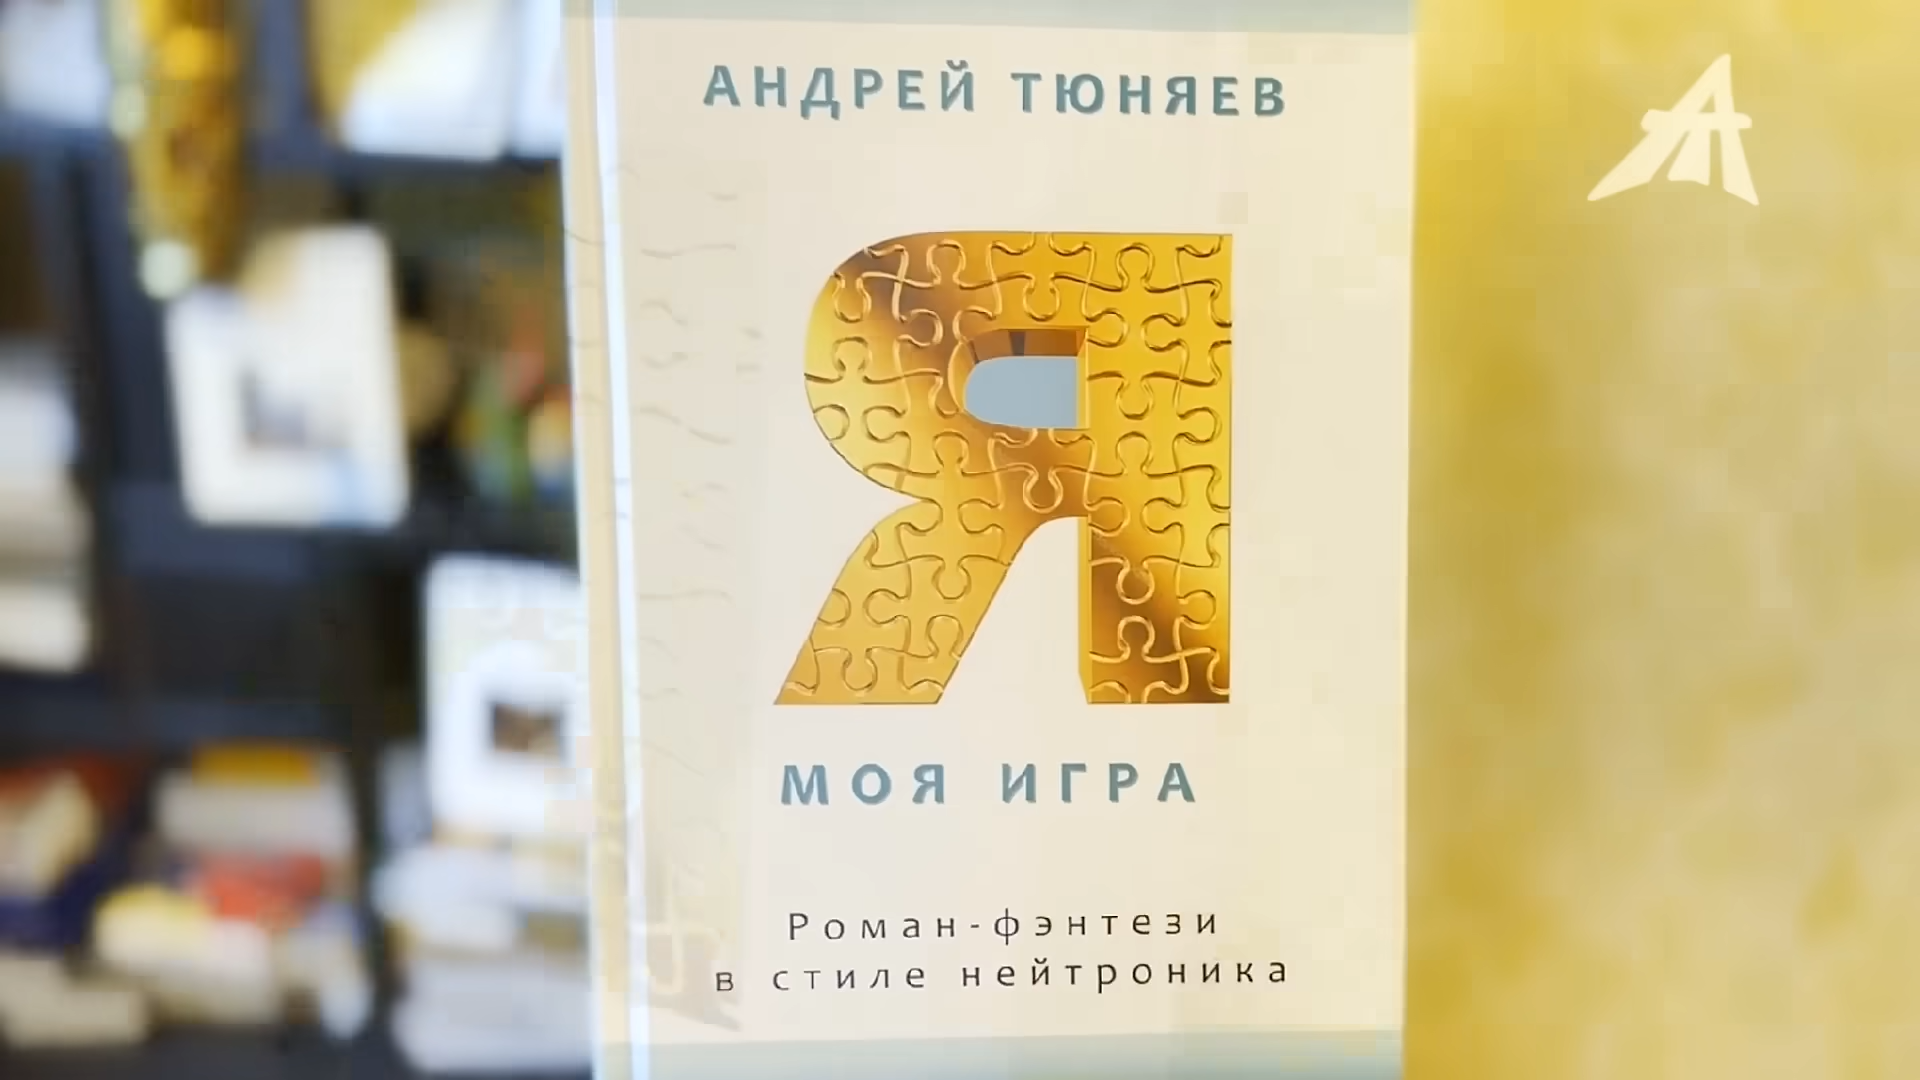 АНДРЕЙ ТЮНЯЕВ
Я
МОЯ ИГРА
Роман-фэнтези
в стиле нейтроника